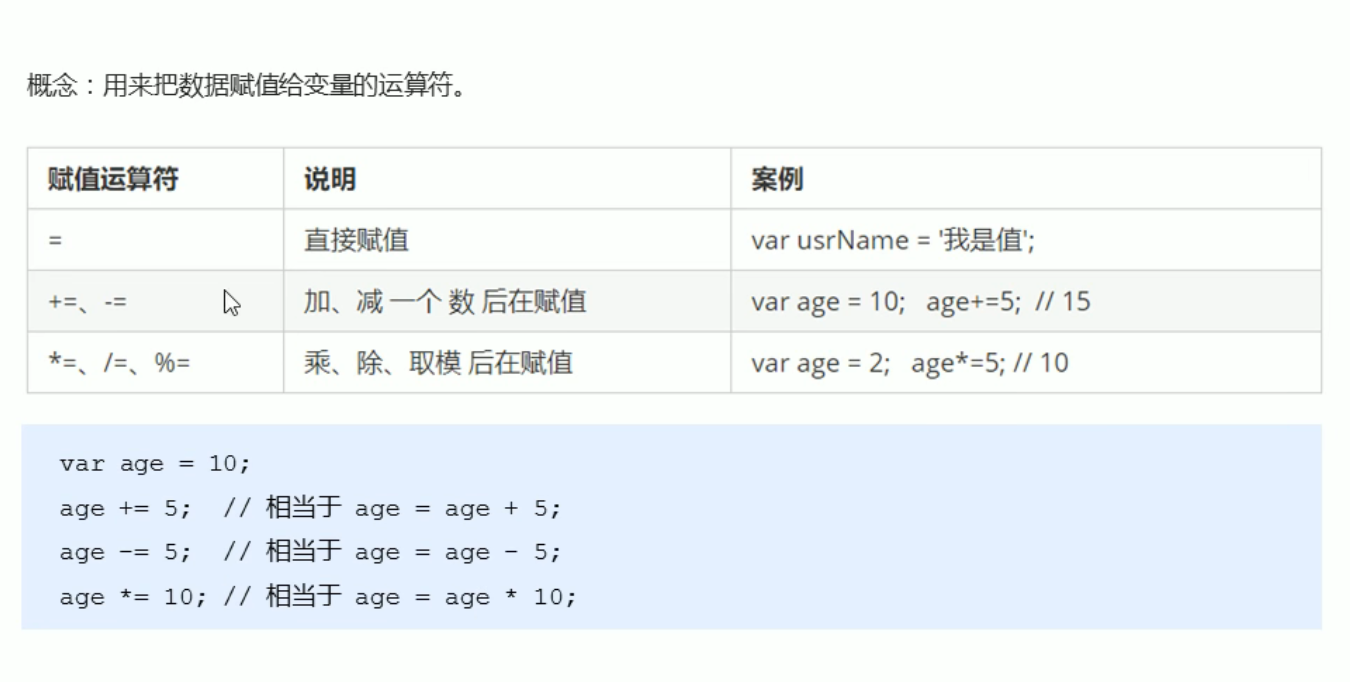 概念：用来把数据赋值给变量的运算符。
赋值运算符 说明 案例
= 直接赋值 var usrName = '我是值';
+=、-= 加、减 一个 数 后在赋值 var age = 10; age+=5; // 15
*=、/=、%= 乘、除、取模 后在赋值 var age = 2; age*=5; // 10
var age = 10;
age += 5; // 相当于 age = age + 5;
age -= 5; // 相当于 age = age - 5;
age *= 10; // 相当于 age = age * 10;